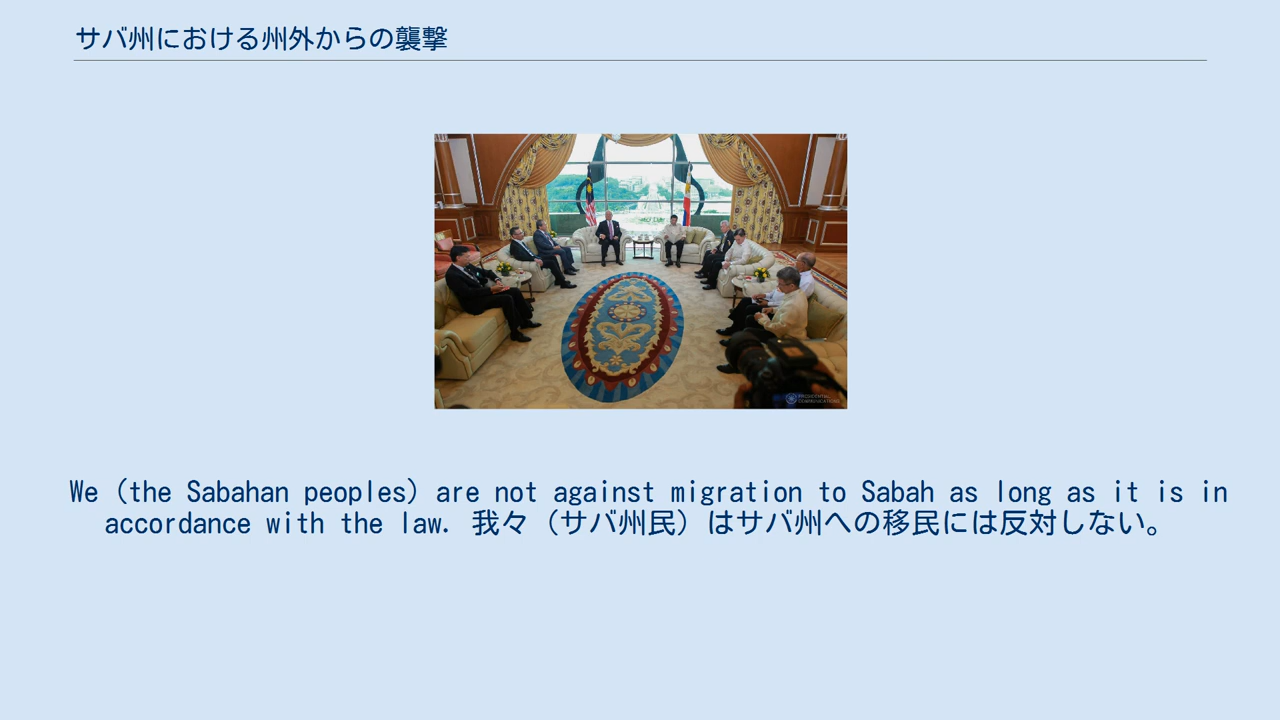 サバ州における州外からの襲撃
PRESIDENTIAL
COMMUNICATIONS
We (the Sabahan peoples) are not against migration to Sabah as long as it is in
accordance with the law. 我々（サバ州民）はサバ州への移民には反対しない。